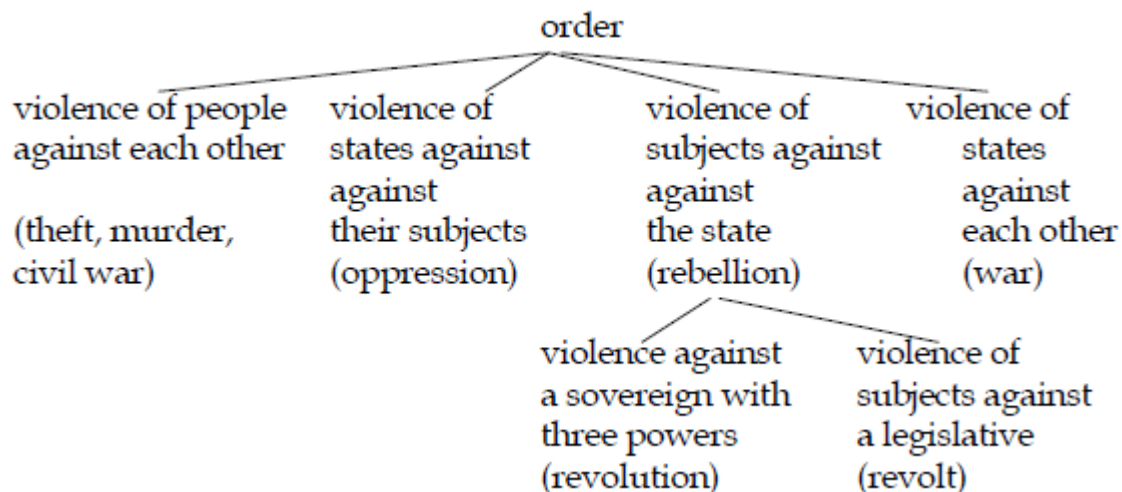 order
violence of people
against each other
(theft, murder,
civil war)
violence of
states against
against
their subjects
(oppression)
violence of
subjects against
against
the state
(rebellion)
violence of
states
against
each other
(war)
violence against
a sovereign with
three powers
(revolution)
violence of
subjects against
a legislative
(revolt)